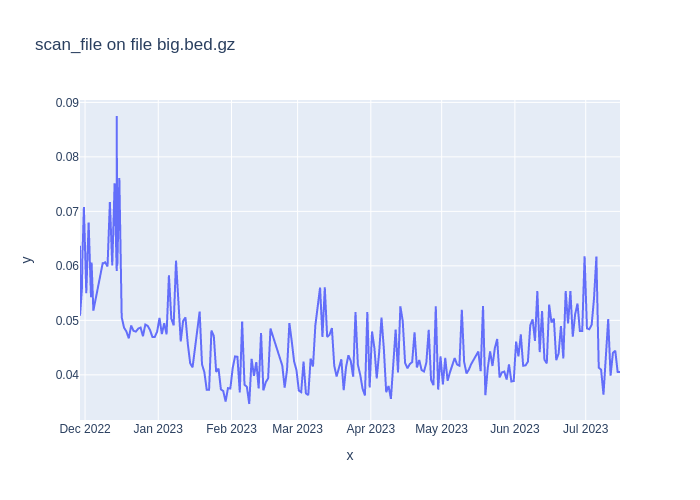 scan_file on file big.bed.gz
0.09
0.08
0.07
0.06
0.05
0.04
y
Dec 2022
Jan 2023
Feb 2023
Mar 2023
Apr 2023
May 2023
Jun 2023
Jul 2023
x